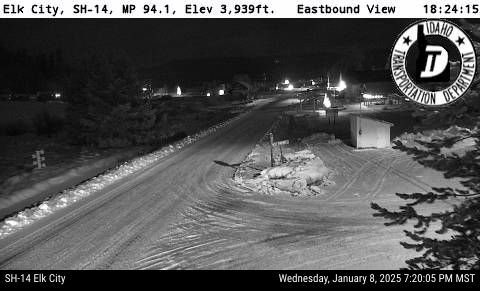 Elk City, SH-14, MP 94.1, Elev 3,939ft. Eastbound View 18:24:15
IDAHO
TRANSPORTATION DEPARTMENT
SH-14 Elk City Wednesday, January 8, 2025 7:20:05 PM MST